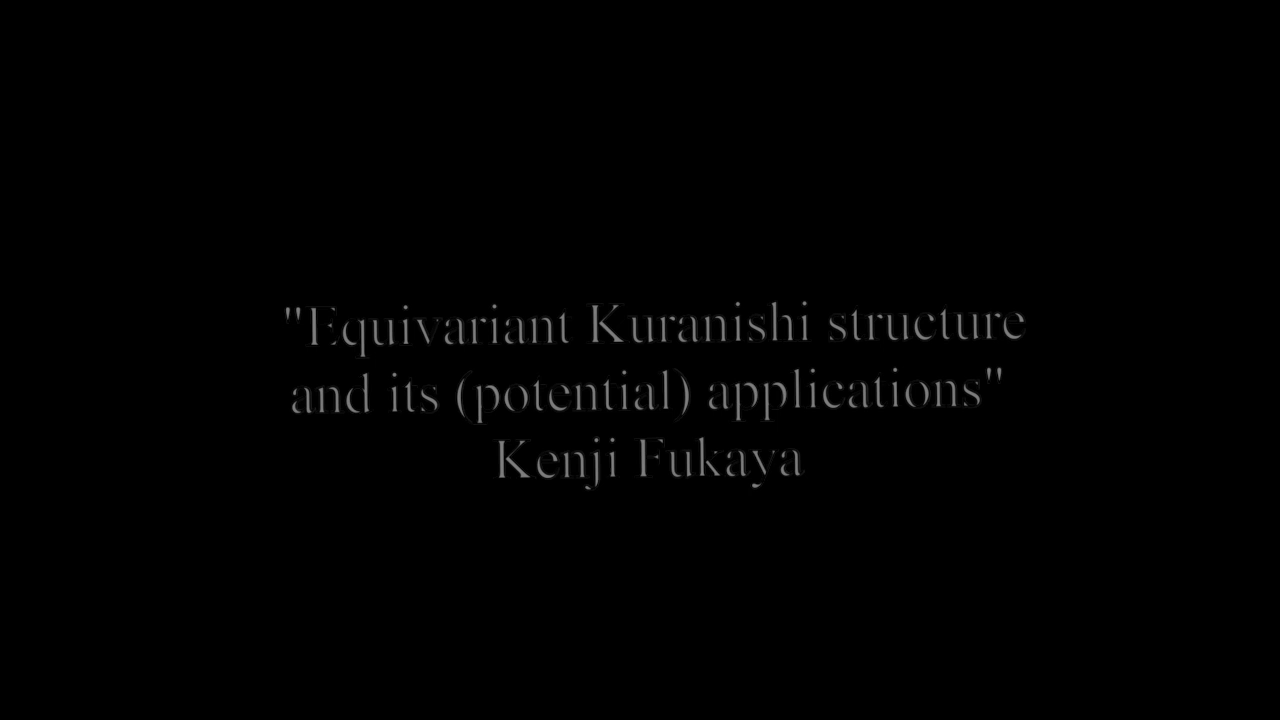 "Equivariant Kuranishi structure
and its (potential) applications"
Kenji Fukaya